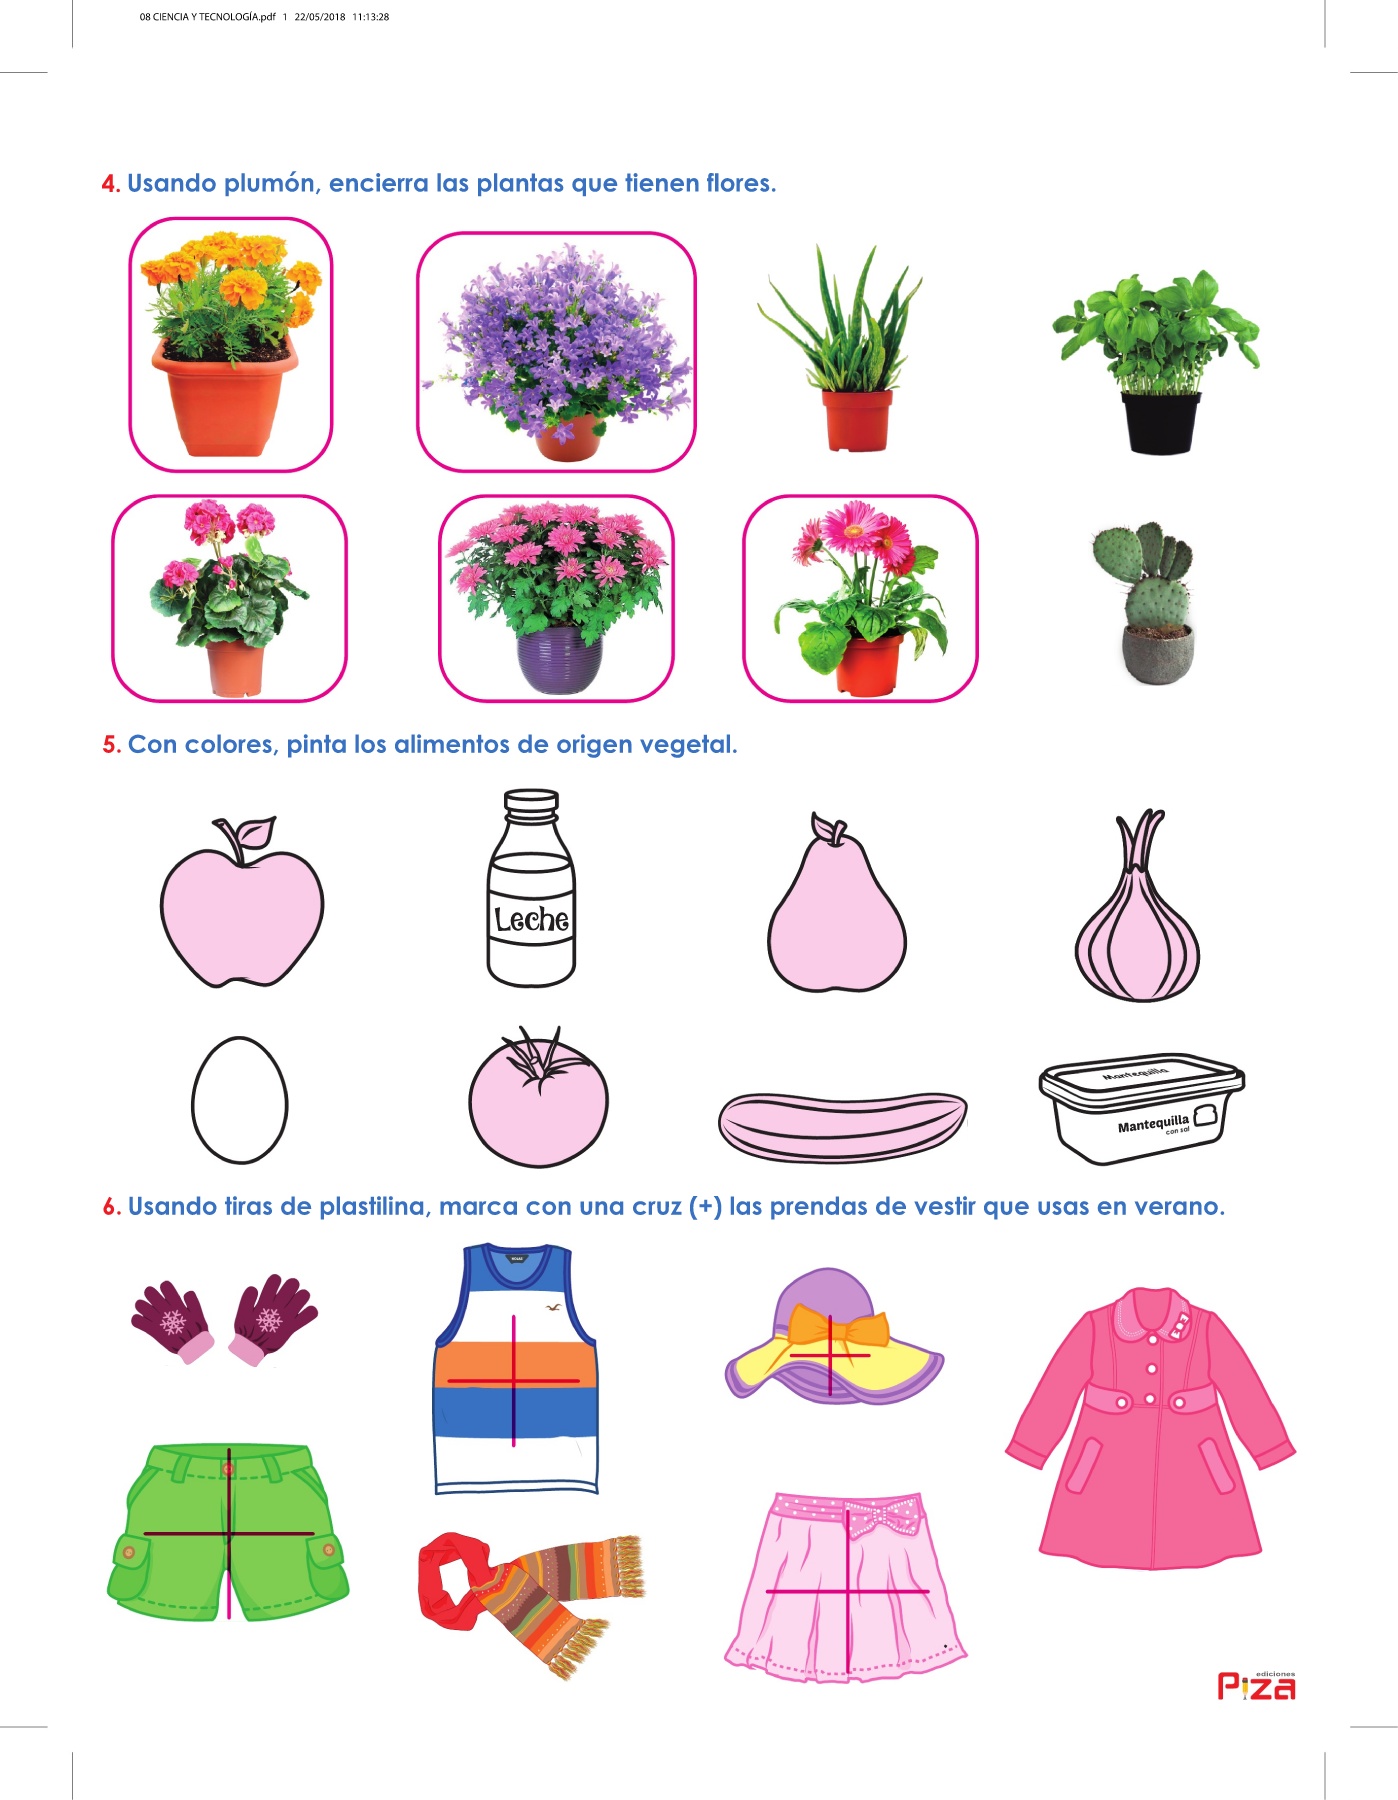 08 CIENCIA Y TECNOLOGÍA.pdf 1 22/05/2018 11:13:28
4. Usando plumón, encierra las plantas que tienen flores.
5. Con colores, pinta los alimentos de origen vegetal.
Leche
Mantequilla
Mantequilla
con sal
6. Usando tiras de plastilina, marca con una cruz (+) las prendas de vestir que usas en verano.
ediciones
Piza